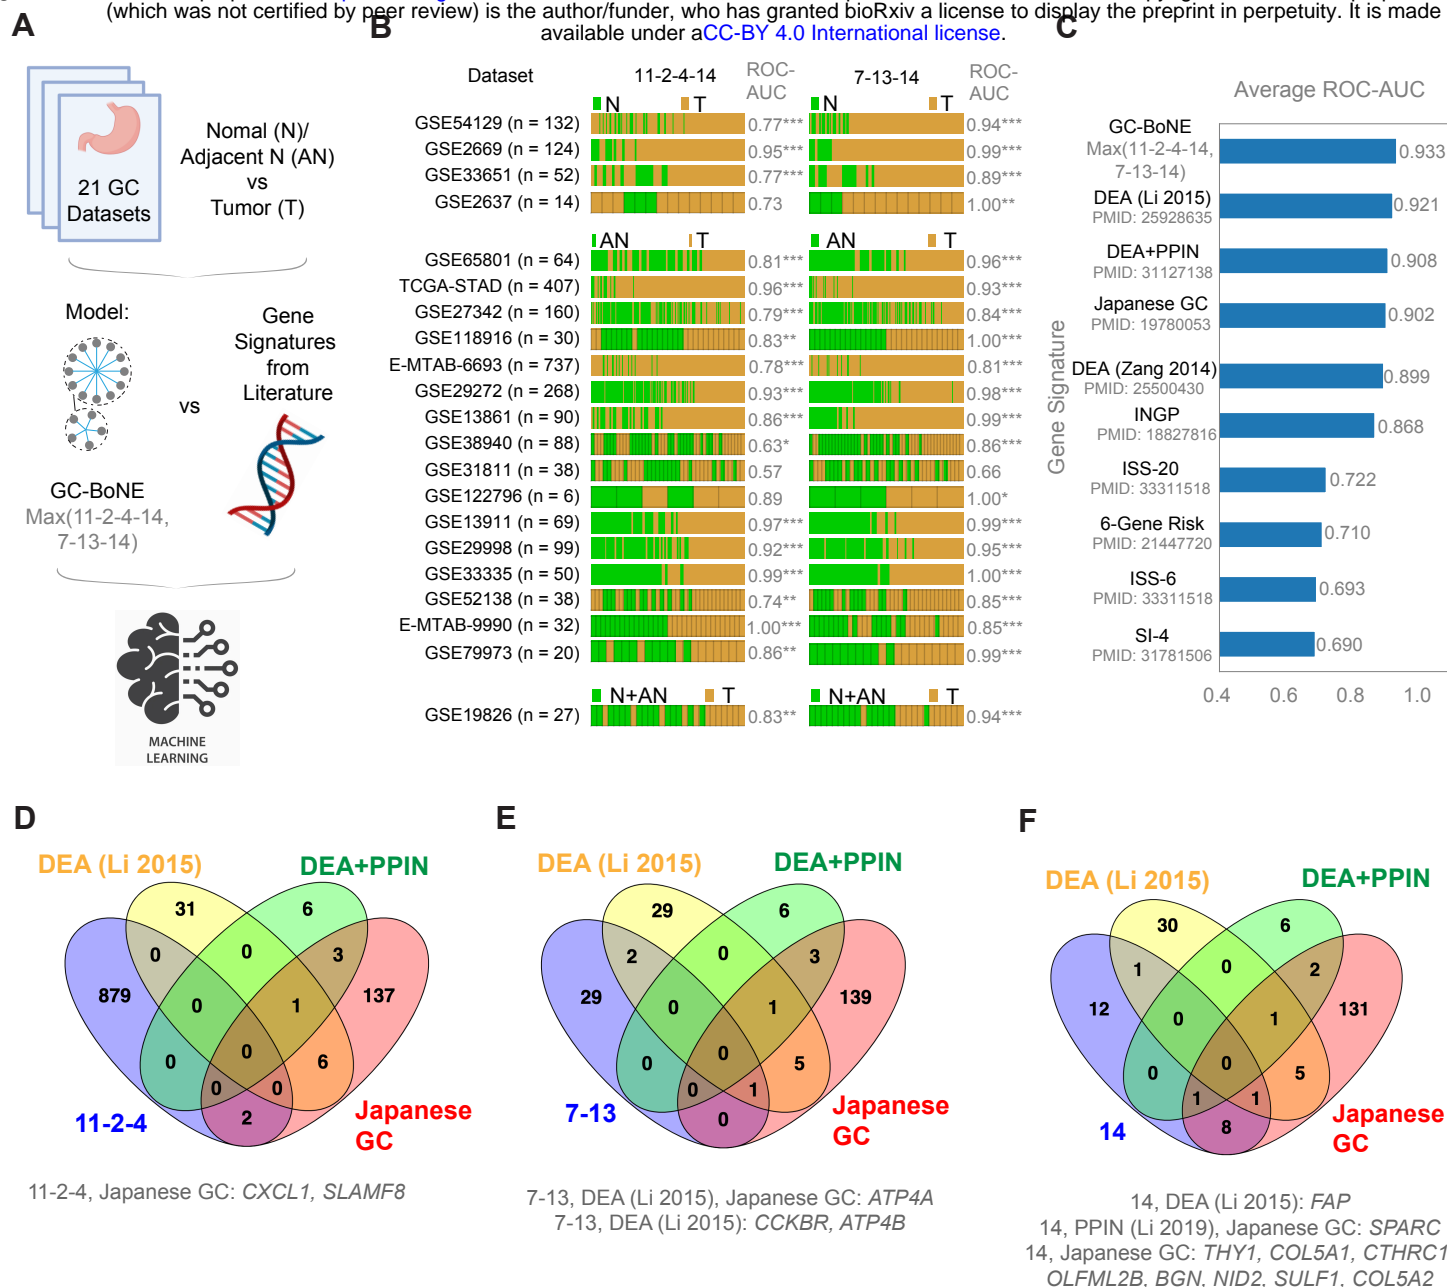 (which was not certified by peer review) is the author/funder, who has granted bioRxiv a license to display the preprint in perpetuity. It is made
available under aCC-BY 4.0 International license.
A
21 GC
Datasets
Nomal (N)/
Adjacent N (AN)
vs
Tumor (T)
Model:
vs
Gene
Signatures
from
Literature
GC-BoNE
Max(11-2-4-14,
7-13-14)
MACHINE
LEARNING
B
Dataset 11-2-4-14 ROC-AUC 7-13-14 ROC-AUC
N T N T
GSE54129 (n = 132) 0.77*** 0.94***
GSE2669 (n = 124) 0.95*** 0.99***
GSE33651 (n = 52) 0.77*** 0.89***
GSE2637 (n = 14) 0.73 1.00**
AN T AN T
GSE65801 (n = 64) 0.81*** 0.96***
TCGA-STAD (n = 407) 0.96*** 0.93***
GSE27342 (n = 160) 0.79*** 0.84***
GSE118916 (n = 30) 0.83** 1.00***
E-MTAB-6693 (n = 737) 0.78*** 0.81***
GSE29272 (n = 268) 0.93*** 0.98***
GSE13861 (n = 90) 0.86*** 0.99***
GSE38940 (n = 88) 0.63* 0.86***
GSE31811 (n = 38) 0.57 0.66
GSE122796 (n = 6) 0.89 1.00*
GSE13911 (n = 69) 0.97*** 0.99***
GSE29998 (n = 99) 0.92*** 0.95***
GSE33335 (n = 50) 0.99*** 1.00***
GSE52138 (n = 38) 0.74** 0.85***
E-MTAB-9990 (n = 32) 1.00*** 0.85***
GSE79973 (n = 20) 0.86** 0.99***
N+AN T N+AN T
GSE19826 (n = 27) 0.83** 0.94***
C
Average ROC-AUC
Gene Signature
GC-BoNE
Max(11-2-4-14,
7-13-14)
0.933
DEA (Li 2015)
PMID: 25928635
0.921
DEA+PPIN
PMID: 31127138
0.908
Japanese GC
PMID: 19780053
0.902
DEA (Zang 2014)
PMID: 25500430
0.899
INGP
PMID: 18827816
0.868
ISS-20
PMID: 33311518
0.722
6-Gene Risk
PMID: 21447720
0.710
ISS-6
PMID: 33311518
0.693
SI-4
PMID: 31781506
0.690
0.4 0.6 0.8 1.0
D
DEA (Li 2015) DEA+PPIN
31 6
0 0 3
879 0 1 137
0 0 6
0 0
2
11-2-4
Japanese
GC
11-2-4, Japanese GC: CXCL1, SLAMF8
E
DEA (Li 2015) DEA+PPIN
29 6
2 0 3
29 0 1 139
0 0 5
0 1
0
7-13
Japanese
GC
7-13, DEA (Li 2015), Japanese GC: ATP4A
7-13, DEA (Li 2015): CCKBR, ATP4B
F
DEA (Li 2015) DEA+PPIN
30 6
1 0 2
12 0 1 131
0 0 5
1 1
8
14
Japanese
GC
14, DEA (Li 2015): FAP
14, PPIN (Li 2019), Japanese GC: SPARC
14, Japanese GC: THY1, COL5A1, CTHRC1
OLFML2B, BGN, NID2, SULF1, COL5A2